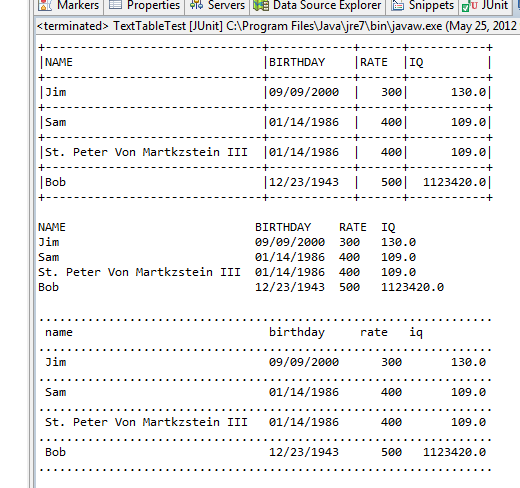 Markers Properties Servers Data Source Explorer Snippets JUnit
<terminated> TextTableTest [JUnit] C:\Program Files\Java\jre7\bin\javaw.exe (May 25, 2012
+-------------------------------+------------+------+-----------+
|NAME                           |BIRTHDAY    |RATE  |IQ
+-------------------------------+------------+------+-----------+
|Jim                            |09/09/2000  |   300|      130.0|
+-------------------------------+------------+------+-----------+
|Sam                            |01/14/1986  |   400|      109.0|
+-------------------------------+------------+------+-----------+
|St. Peter Von Martkzstein III  |01/14/1986  |   400|      109.0|
+-------------------------------+------------+------+-----------+
|Bob                            |12/23/1943  |   500|  1123420.0|
+-------------------------------+------------+------+-----------+
NAME                           BIRTHDAY    RATE  IQ
Jim                            09/09/2000  300   130.0
Sam                            01/14/1986  400   109.0
St. Peter Von Martkzstein III  01/14/1986  400   109.0
Bob                            12/23/1943  500   1123420.0
.................................................................
 name                            birthday     rate   iq
.................................................................
 Jim                             09/09/2000      300       130.0
.................................................................
 Sam                             01/14/1986      400       109.0
.................................................................
 St. Peter Von Martkzstein III   01/14/1986      400       109.0
.................................................................
 Bob                             12/23/1943      500   1123420.0
.................................................................